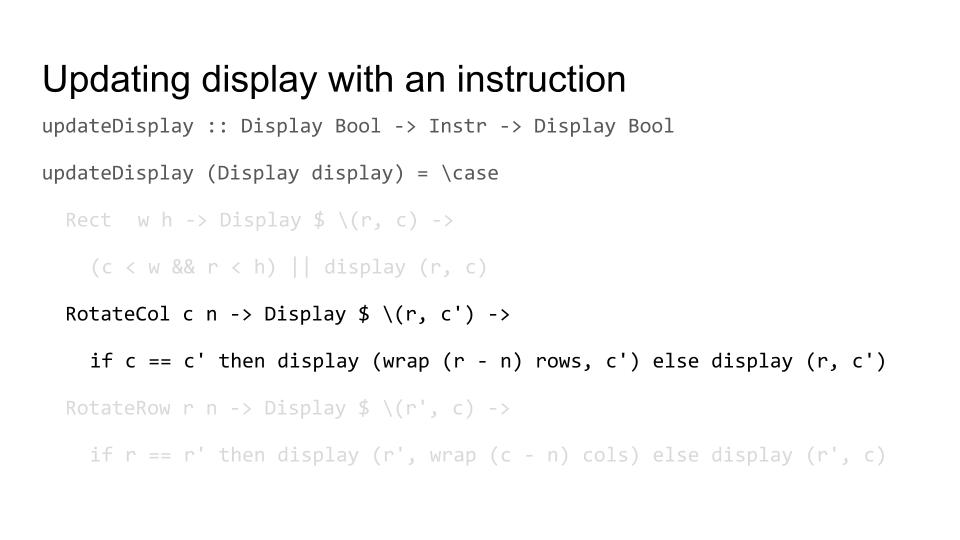 Updating display with an instruction
updateDisplay :: Display Bool -> Instr -> Display Bool
updateDisplay (Display display) = \case
Rect  w h -> Display $ \(r, c) ->
(c < w && r < h) || display (r, c)
RotateCol c n -> Display $ \(r, c') ->
if c == c' then display (wrap (r - n) rows, c') else display (r, c')
RotateRow r n -> Display $ \(r', c) ->
if r == r' then display (r', wrap (c - n) cols) else display (r', c)